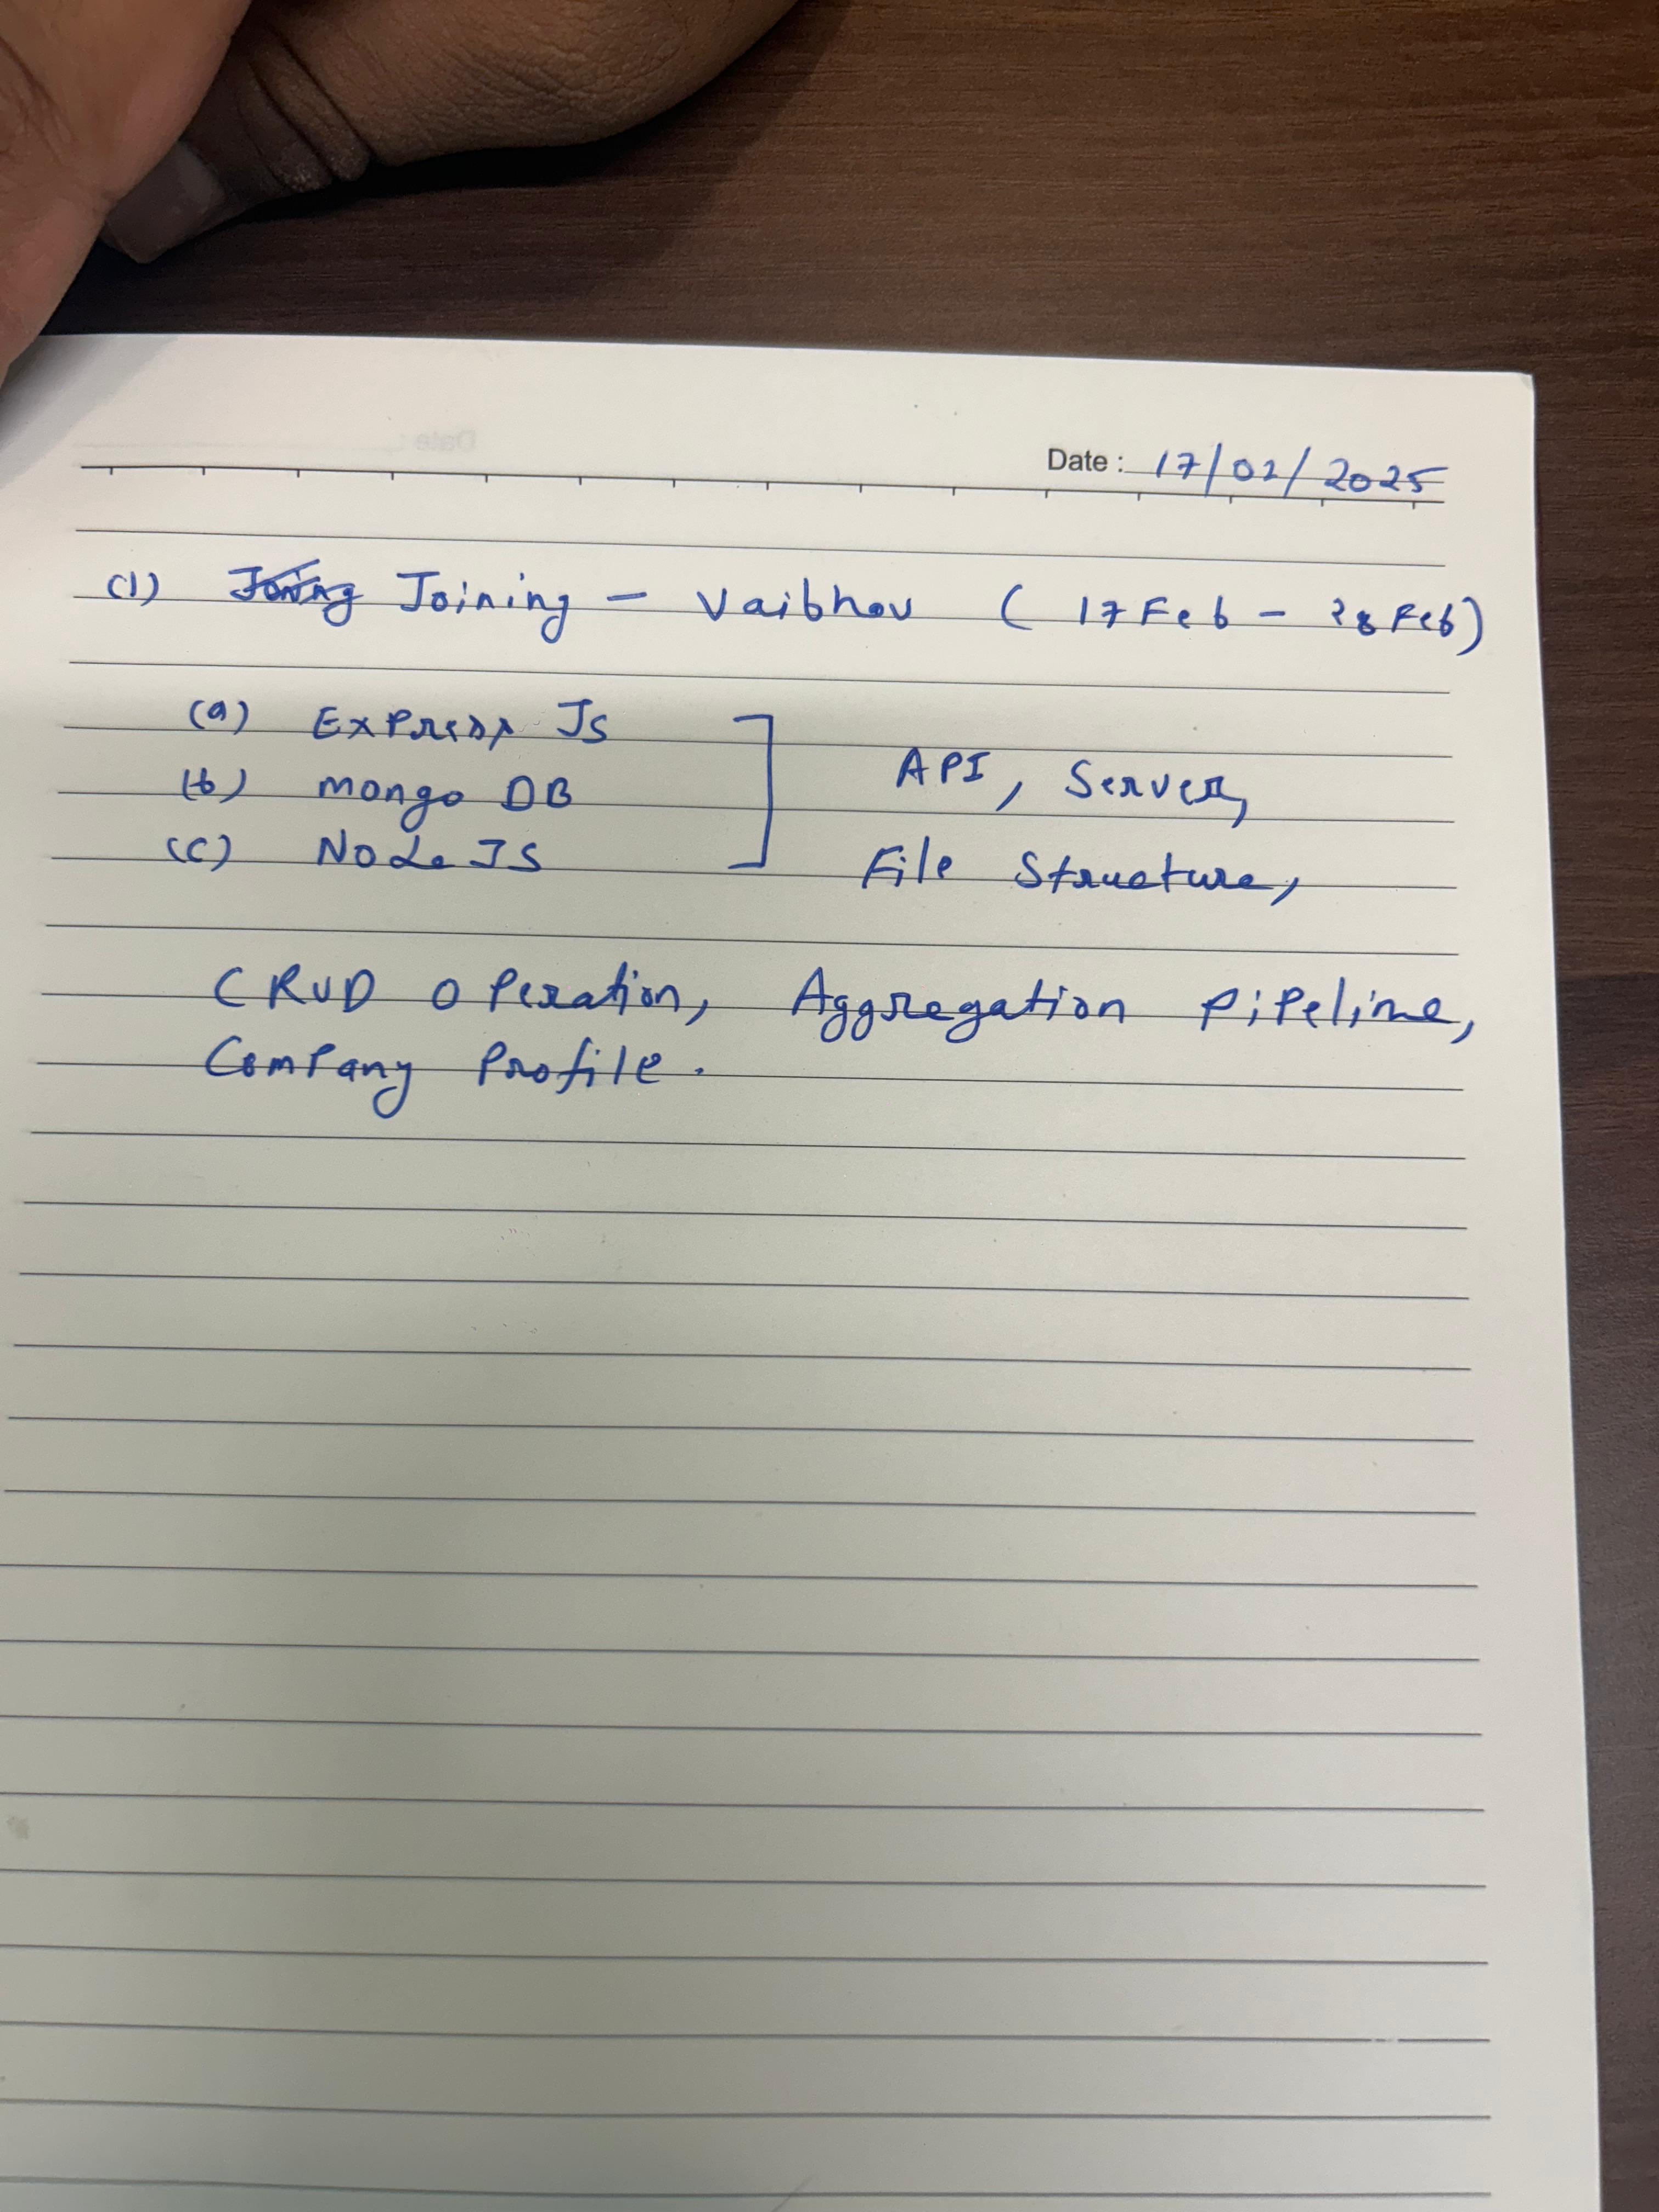 Date : 17/02/2025
(1) Joining - Vaibhav ( 17 Feb - 28 Feb)
(a) Express Js
(b) Mongo DB
(c) Node JS
API, Server,
File Structure,
CRUD Operation, Aggregation Pipeline,
Company Profile.